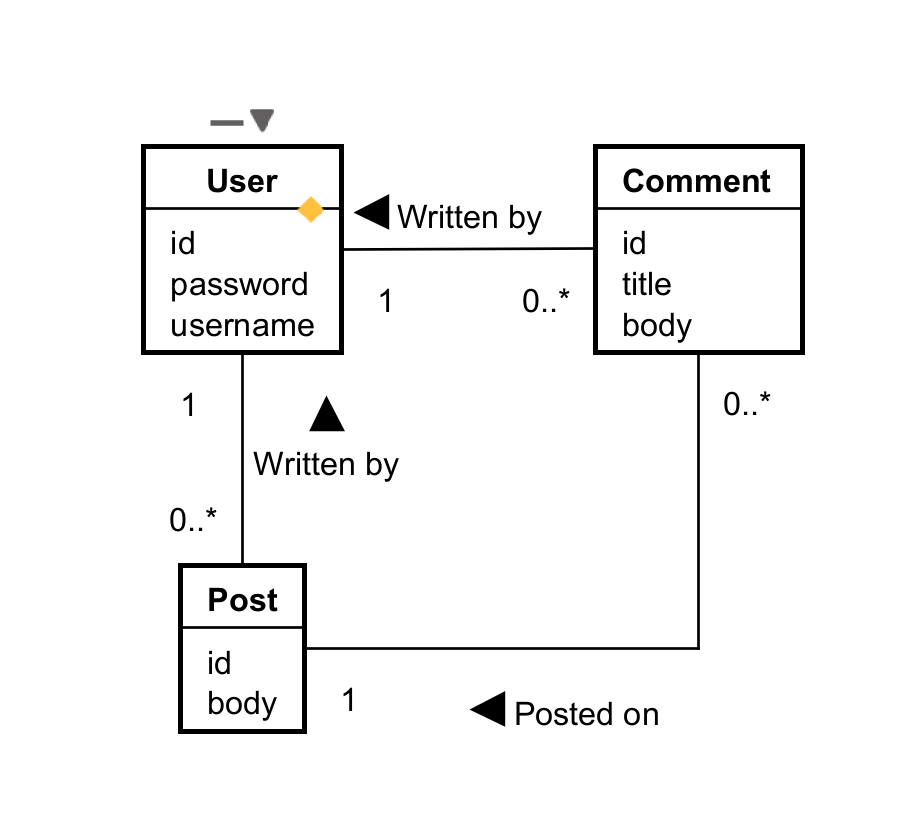 User
id
password
username
Written by
1
0..*
Comment
id
title
body
1
Written by
0..*
0..*
Post
id
body
1
Posted on